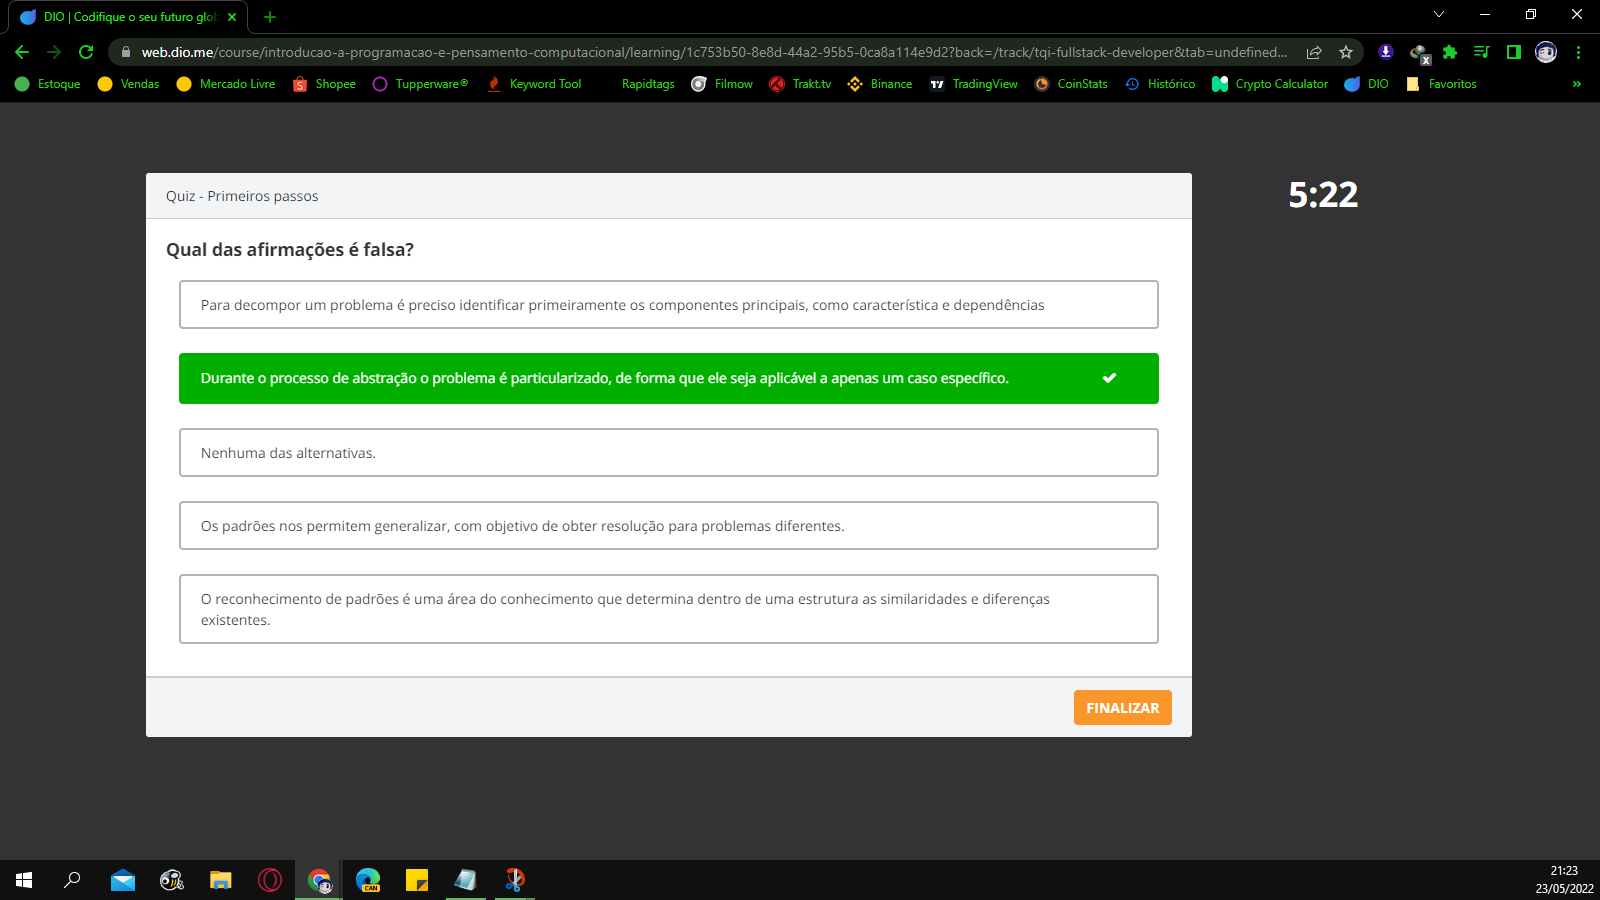 DIO | Codifique o seu futuro glob
web.dio.me/course/introducao-a-programacao-e-pensamento-computacional/learning/1c753b50-8e8d-44a2-95b5-0ca8a114e9d2?back=/track/tqi-fullstack-developer&tab=undefined...
Estoque Vendas Mercado Livre Shopee Tupperware® Keyword Tool Rapidtags Filmow Trakt.tv Binance TradingView CoinStats Histórico Crypto Calculator DIO Favoritos »
Quiz - Primeiros passos
5:22
Qual das afirmações é falsa?
Para decompor um problema é preciso identificar primeiramente os componentes principais, como característica e dependências
Durante o processo de abstração o problema é particularizado, de forma que ele seja aplicável a apenas um caso específico.
Nenhuma das alternativas.
Os padrões nos permitem generalizar, com objetivo de obter resolução para problemas diferentes.
O reconhecimento de padrões é uma área do conhecimento que determina dentro de uma estrutura as similaridades e diferenças
existentes.
FINALIZAR
CAN
21:23
23/05/2022